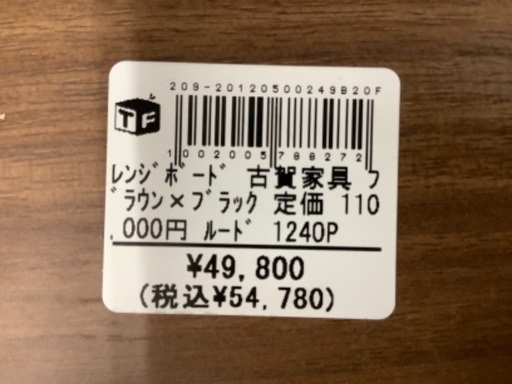 209-20120500249B20F
TF
1002005788272
レンジボード 古賀家具 フ
ブラウン×ブラック 定価 110
,000円 ルード 1240P
¥49,800
(税込¥54,780)